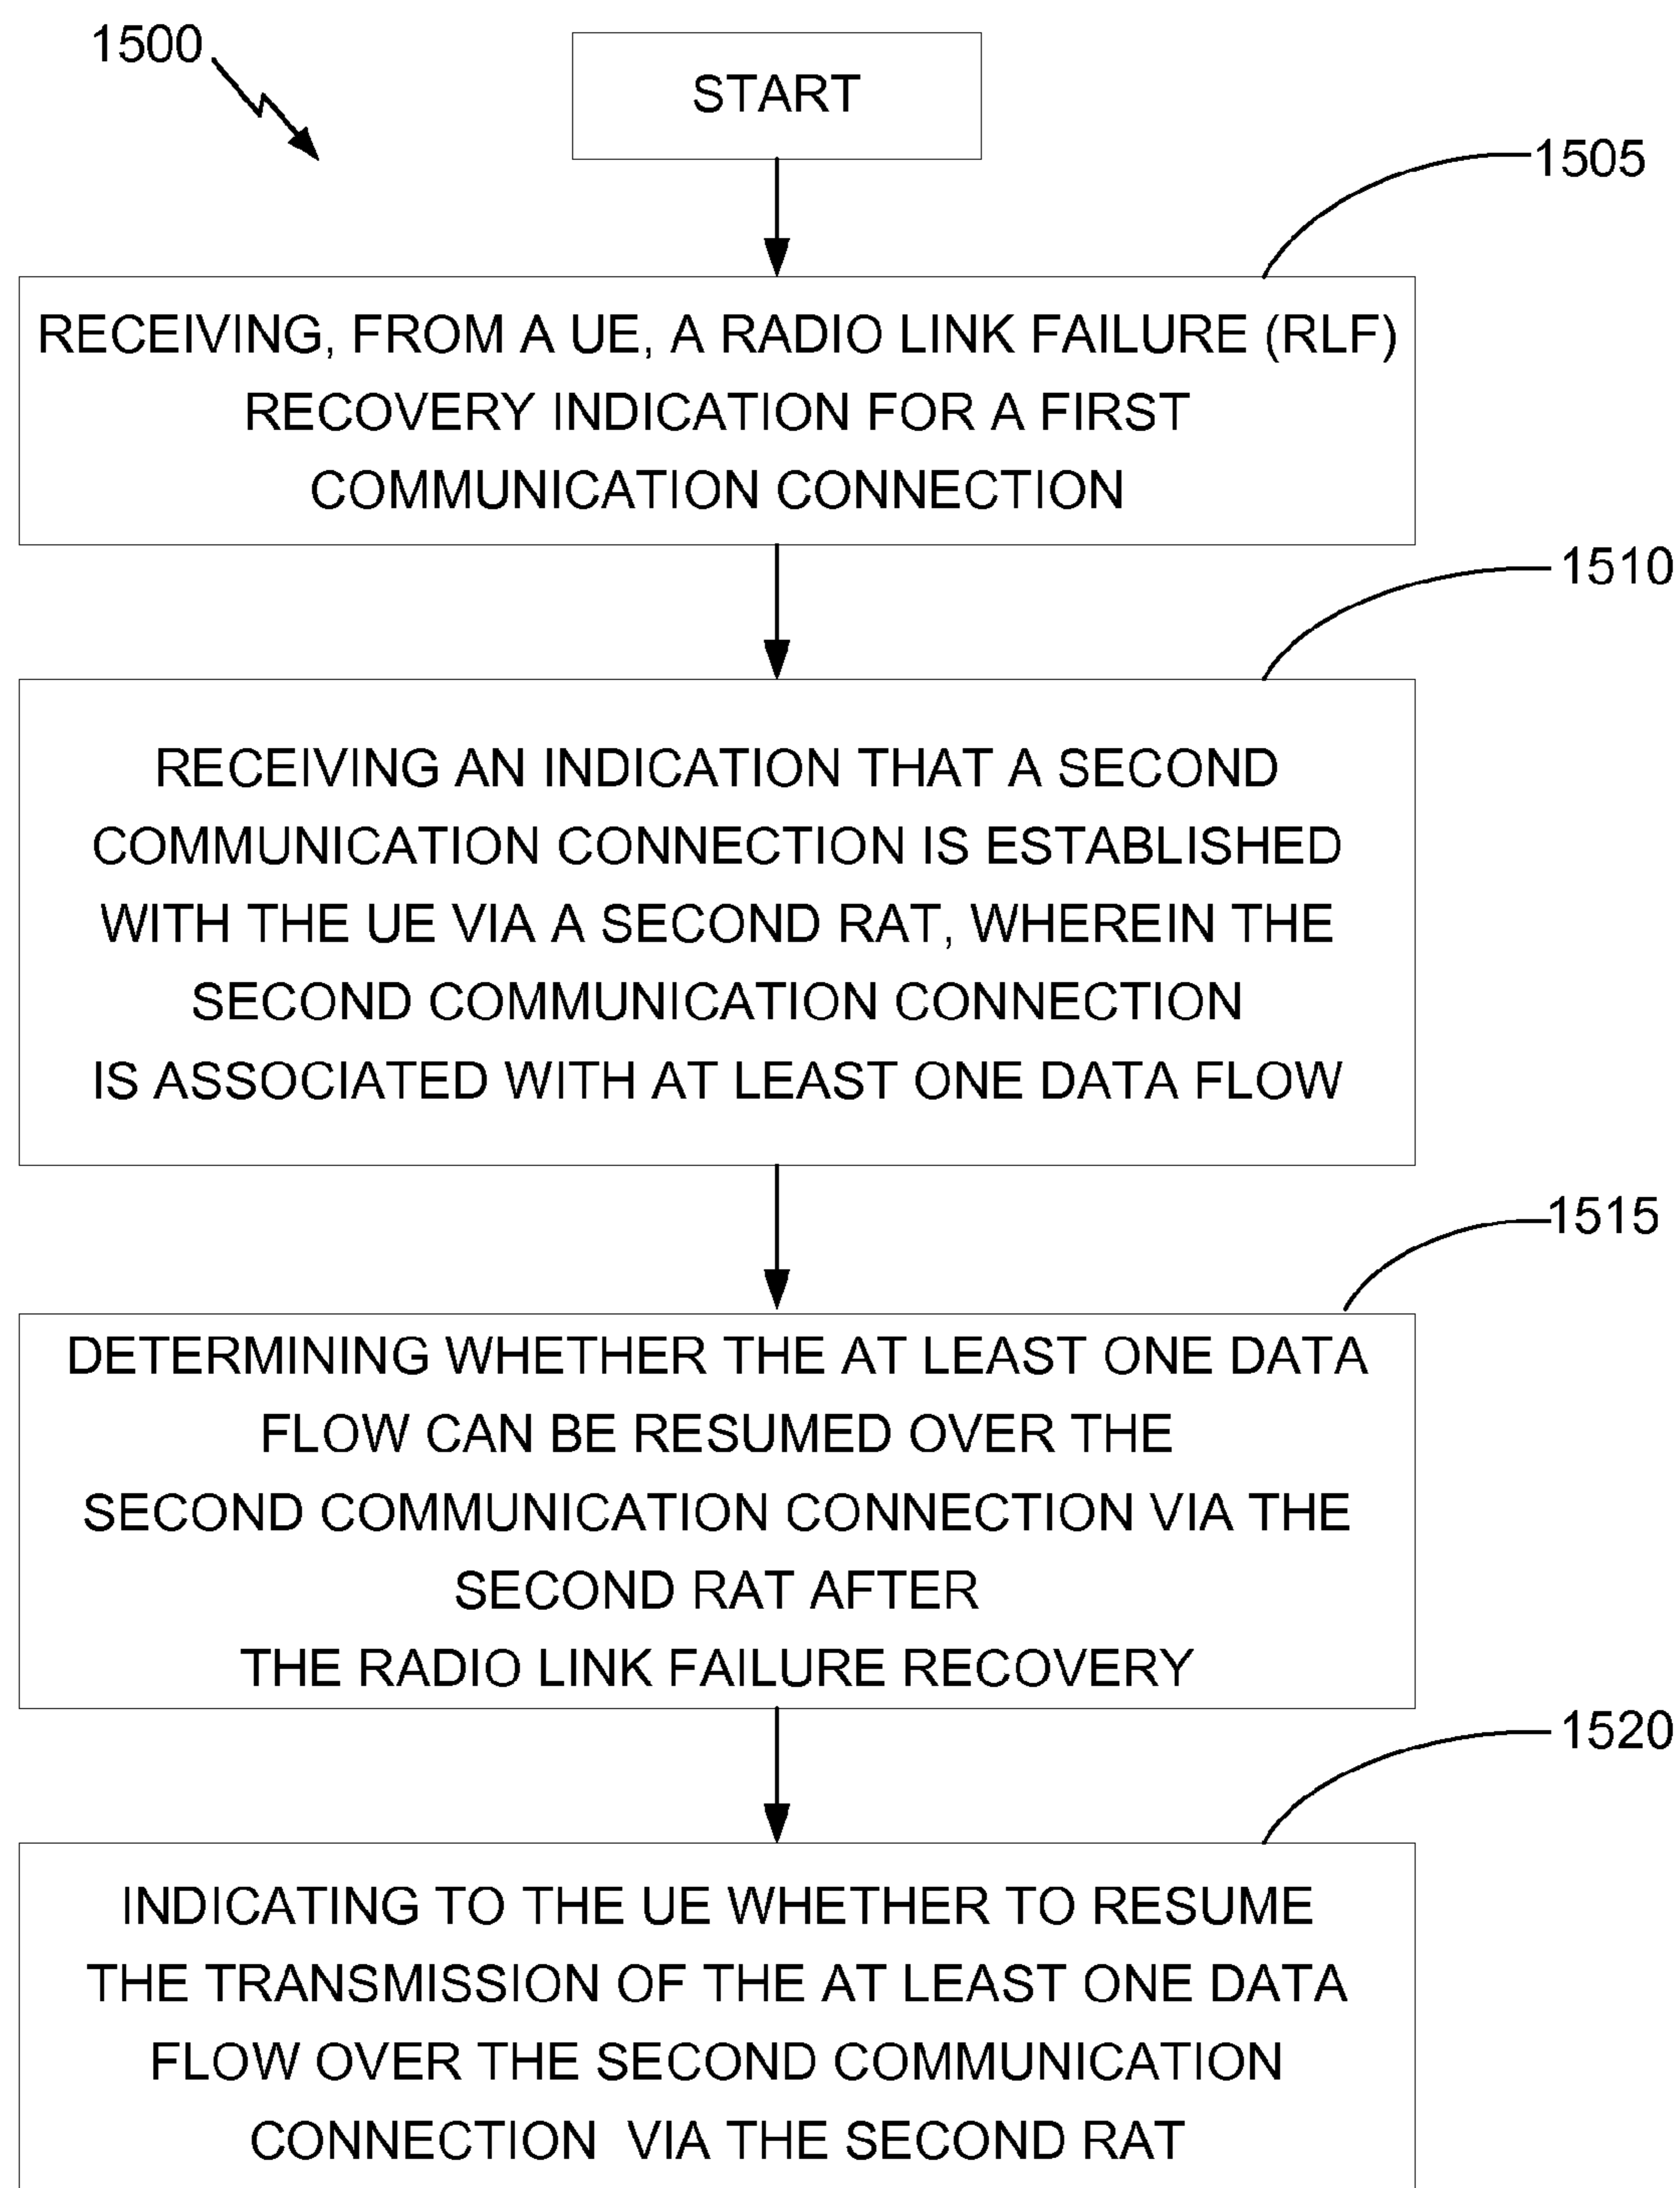 1500
START
1505
RECEIVING, FROM A UE, A RADIO LINK FAILURE (RLF)
RECOVERY INDICATION FOR A FIRST
COMMUNICATION CONNECTION
1510
RECEIVING AN INDICATION THAT A SECOND
COMMUNICATION CONNECTION IS ESTABLISHED
WITH THE UE VIA A SECOND RAT, WHEREIN THE
SECOND COMMUNICATION CONNECTION
IS ASSOCIATED WITH AT LEAST ONE DATA FLOW
1515
DETERMINING WHETHER THE AT LEAST ONE DATA
FLOW CAN BE RESUMED OVER THE
SECOND COMMUNICATION CONNECTION VIA THE
SECOND RAT AFTER
THE RADIO LINK FAILURE RECOVERY
1520
INDICATING TO THE UE WHETHER TO RESUME
THE TRANSMISSION OF THE AT LEAST ONE DATA
FLOW OVER THE SECOND COMMUNICATION
CONNECTION VIA THE SECOND RAT